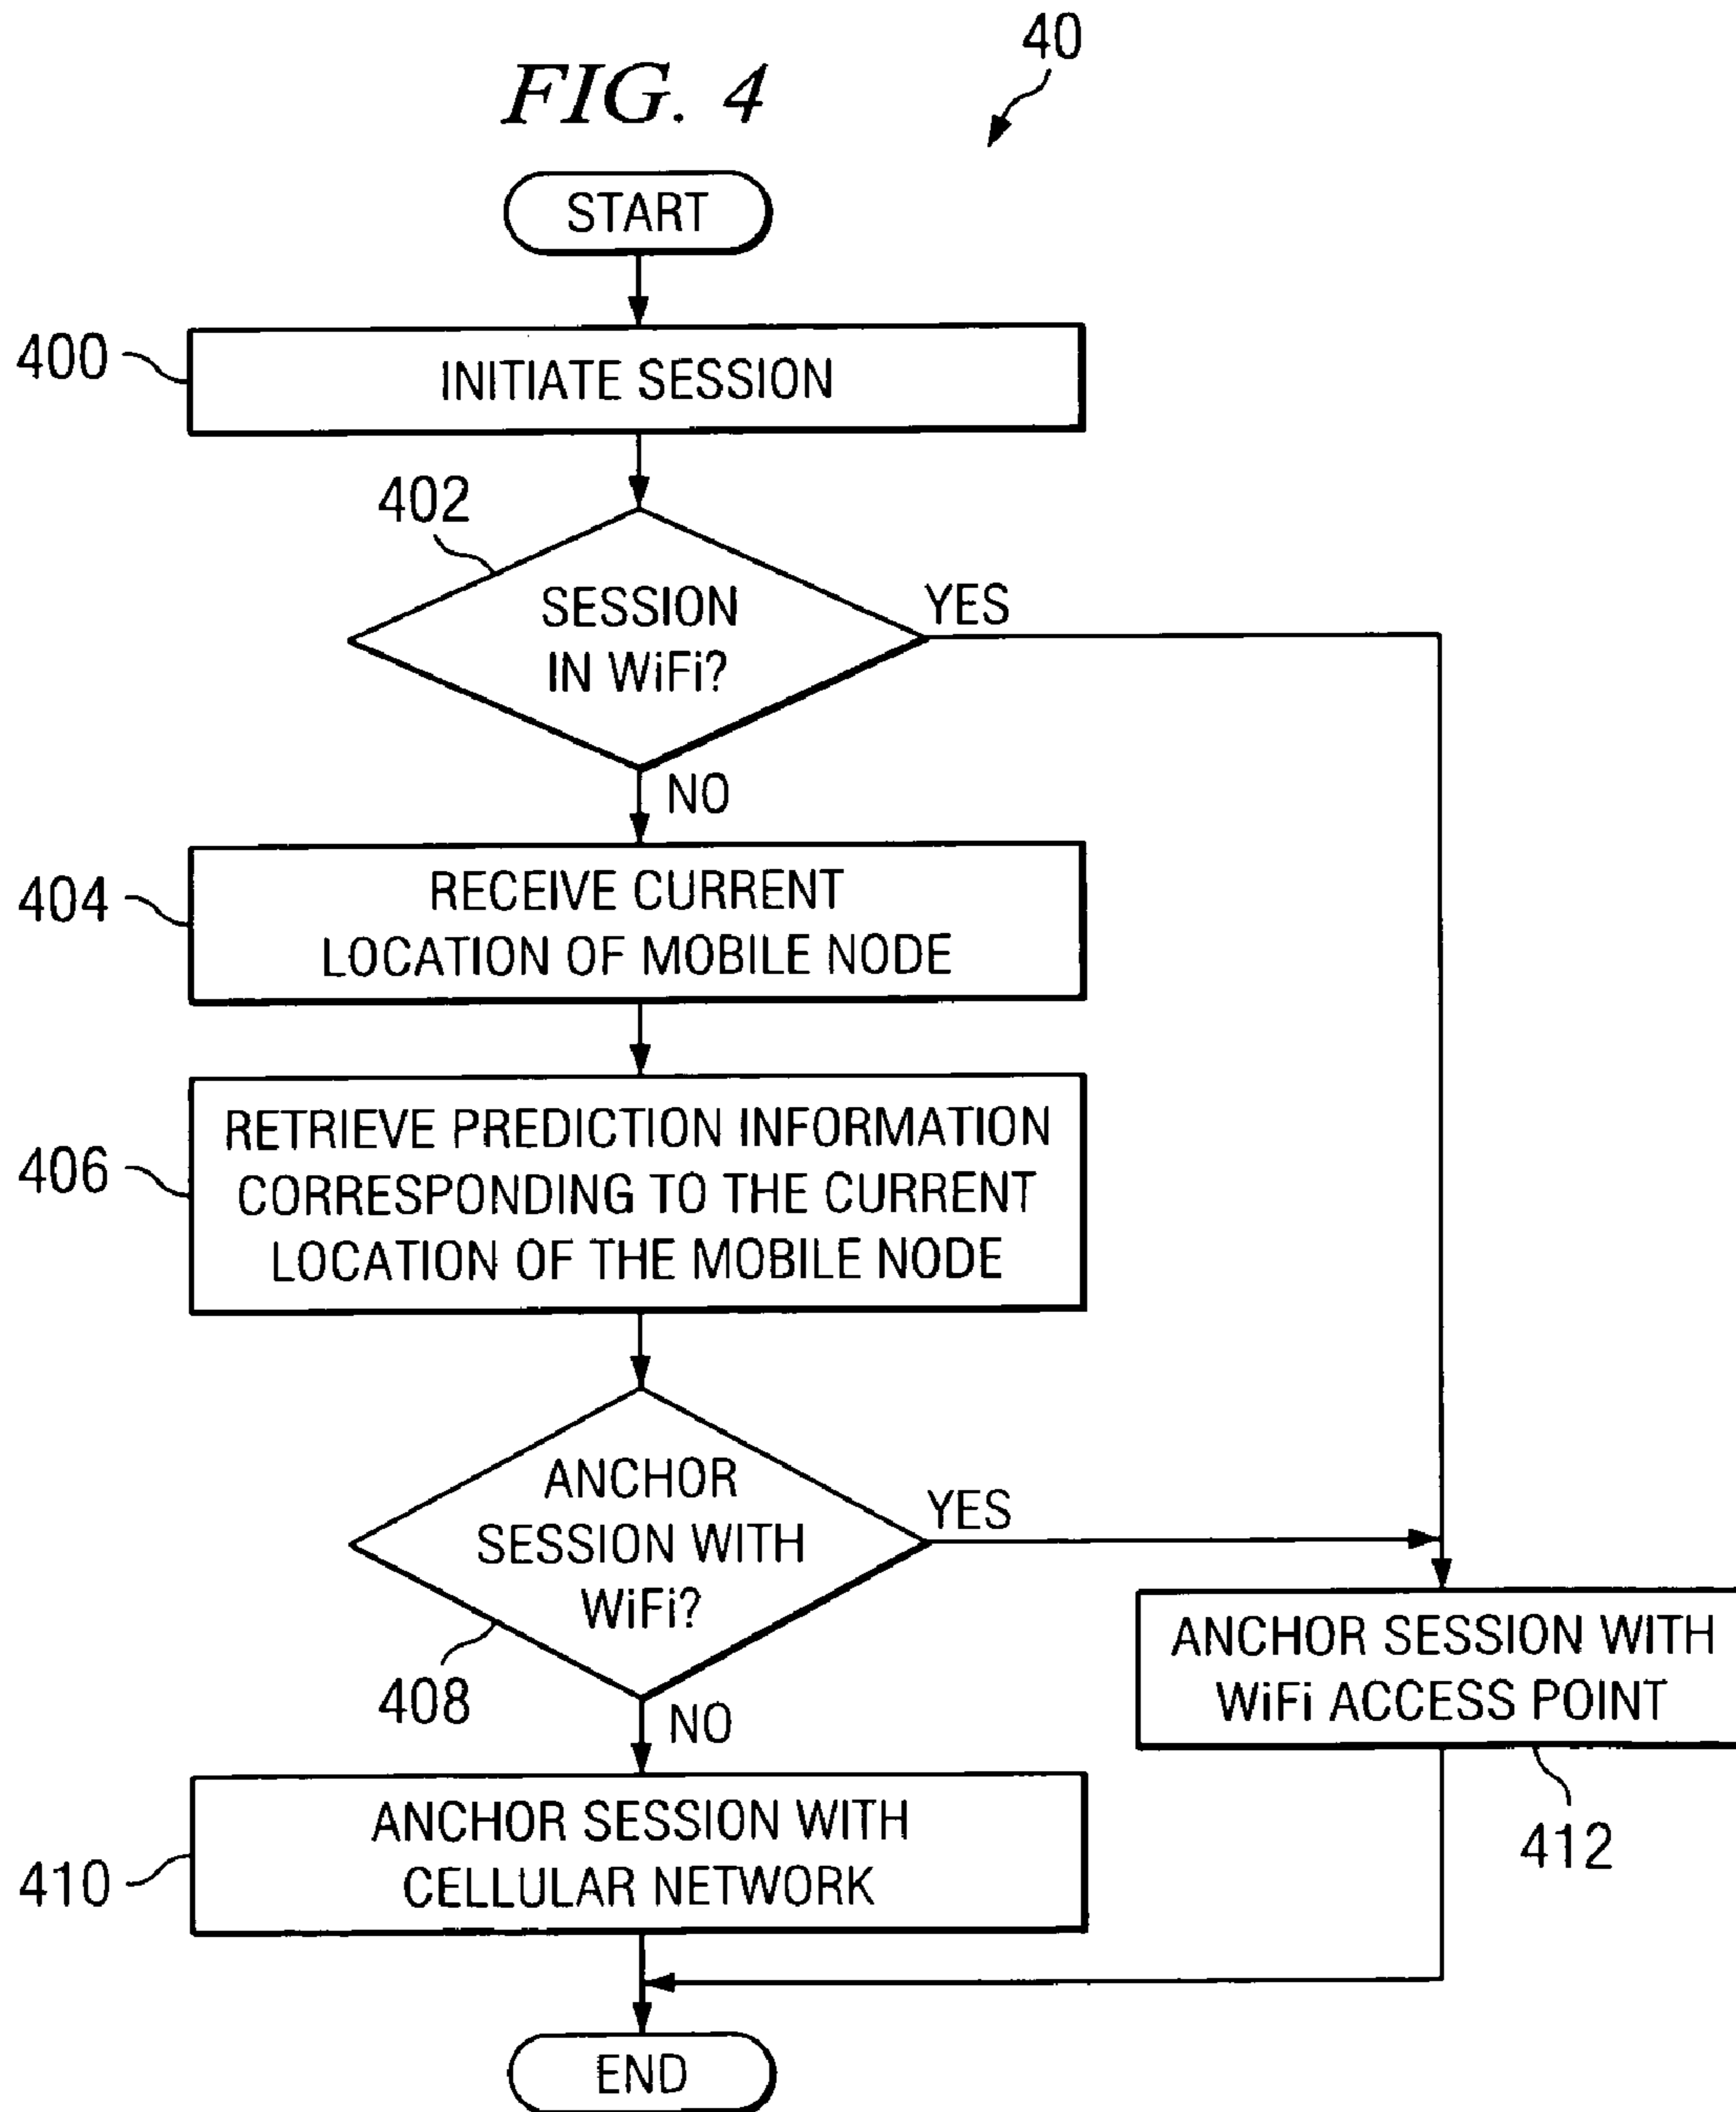 FIG. 4
40
START
400
INITIATE SESSION
402
SESSION
IN WiFi?
YES
NO
404
RECEIVE CURRENT
LOCATION OF MOBILE NODE
406
RETRIEVE PREDICTION INFORMATION
CORRESPONDING TO THE CURRENT
LOCATION OF THE MOBILE NODE
ANCHOR
SESSION WITH
WiFi?
YES
408
NO
ANCHOR SESSION WITH
WiFi ACCESS POINT
412
410
ANCHOR SESSION WITH
CELLULAR NETWORK
END